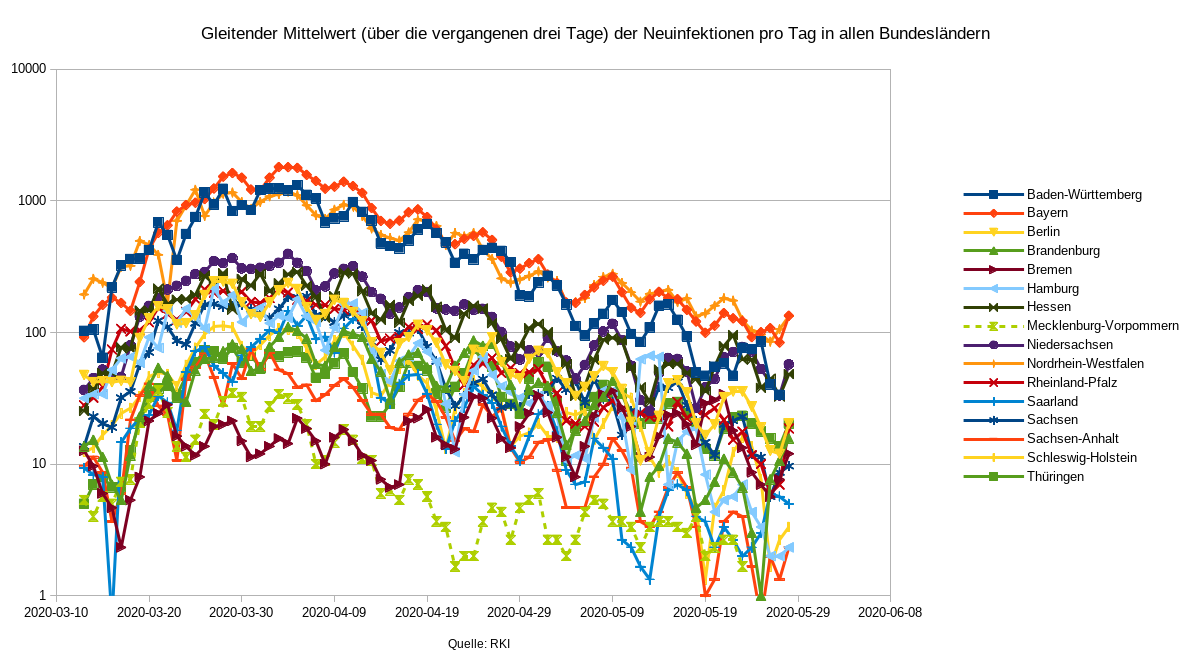 Gleitender Mittelwert (über die vergangenen drei Tage) der Neuinfektionen pro Tag in allen Bundesländern
10000
1000
100
10
1
2020-03-10 2020-03-20 2020-03-30 2020-04-09 2020-04-19 2020-04-29 2020-05-09 2020-05-19 2020-05-29 2020-06-08
Quelle: RKI
Baden-Württemberg
Bayern
Berlin
Brandenburg
Bremen
Hamburg
Hessen
Mecklenburg-Vorpommern
Niedersachsen
Nordrhein-Westfalen
Rheinland-Pfalz
Saarland
Sachsen
Sachsen-Anhalt
Schleswig-Holstein
Thüringen